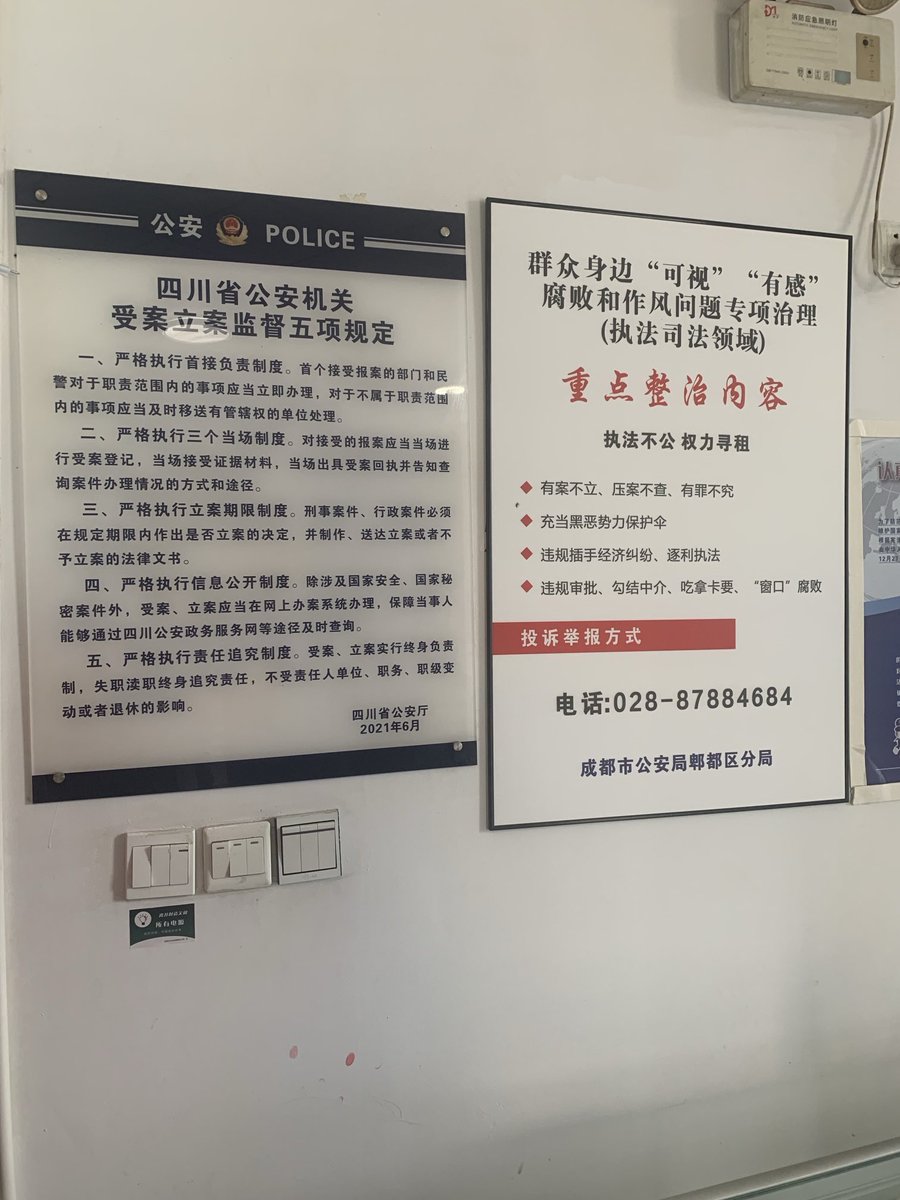 消防应急照明灯
公安 POLICE
四川省公安机关
受案立案监督五项规定
一、严格执行首接负责制度。首个接受报案的部门和民
警对于职责范围内的事项应当立即办理，对于不属于职责范围
内的事项应当及时移送有管辖权的单位处理。
二、严格执行三个当场制度。对接受的报案应当当场进
行受案登记，当场接受证据材料，当场出具受案回执并告知查
询案件办理情况的方式和途径。
三、严格执行立案期限制度。刑事案件、行政案件必须
在规定期限内作出是否立案的决定，并制作、送达立案或者不
予立案的法律文书。
四、严格执行信息公开制度。除涉及国家安全、国家秘
密案件外，受案、立案应当在网上办案系统办理，保障当事人
能够通过四川公安政务服务网等途径及时查询。
五、严格执行责任追究制度。受案、立案实行终身负责
制，失职渎职终身追究责任，不受责任人单位、职务、职级变
动或者退休的影响。
四川省公安厅
2021年6月
群众身边“可视”“有感”
腐败和作风问题专项治理
(执法司法领域)
重点整治内容
执法不公 权力寻租
有案不立、压案不查、有罪不究
充当黑恶势力保护伞
违规插手经济纠纷、逐利执法
违规审批、勾结中介、吃拿卡要、“窗口”腐败
投诉举报方式
电话:028-87884684
成都市公安局郫都区分局
所有电源